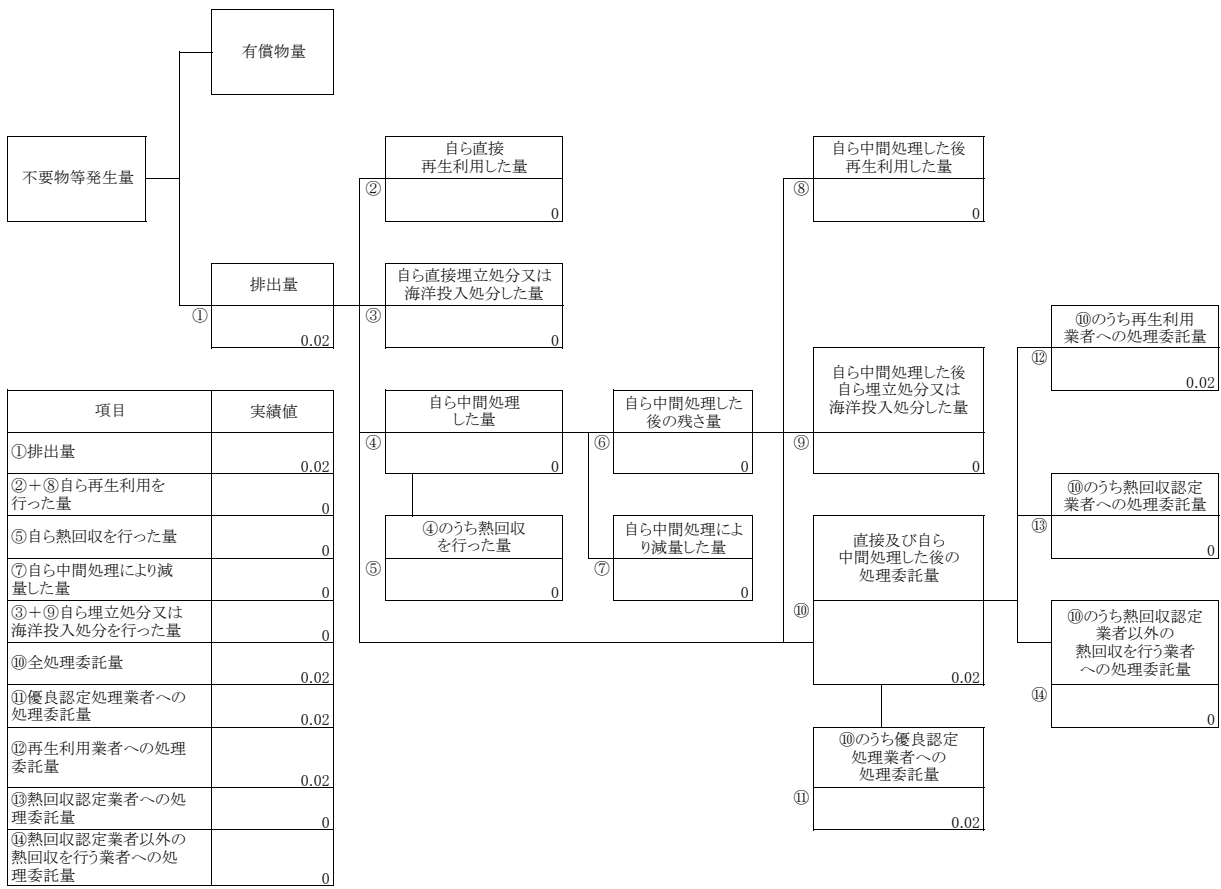 有償物量
不要物等発生量
自ら直接
再生利用した量
②
0
自ら中間処理した後
再生利用した量
⑧
0
排出量
①
0.02
自ら直接埋立処分又は
海洋投入処分した量
③
0
⑩のうち再生利用
業者への処理委託量
⑫
0.02
自ら中間処理
した量
④
0
自ら中間処理した
後の残さ量
⑥
0
自ら中間処理した後
自ら埋立処分又は
海洋投入処分した量
⑨
0
⑩のうち熱回収認定
業者への処理委託量
⑬
0
④のうち熱回収
を行った量
⑤
0
自ら中間処理によ
り減量した量
⑦
0
直接及び自ら
中間処理した後の
処理委託量
⑩
0.02
⑩のうち熱回収認定
業者以外の
熱回収を行う業者
への処理委託量
⑭
0
⑩のうち優良認定
処理業者への
処理委託量
⑪
0.02
項目 実績値
①排出量
0.02
②＋⑧自ら再生利用を
行った量
0
⑤自ら熱回収を行った量
0
⑦自ら中間処理により減
量した量
0
③＋⑨自ら埋立処分又は
海洋投入処分を行った量
0
⑩全処理委託量
0.02
⑪優良認定処理業者への
処理委託量
0.02
⑫再生利用業者への処理
委託量
0.02
⑬熱回収認定業者への処
理委託量
0
⑭熱回収認定業者以外の
熱回収を行う業者への処
理委託量
0